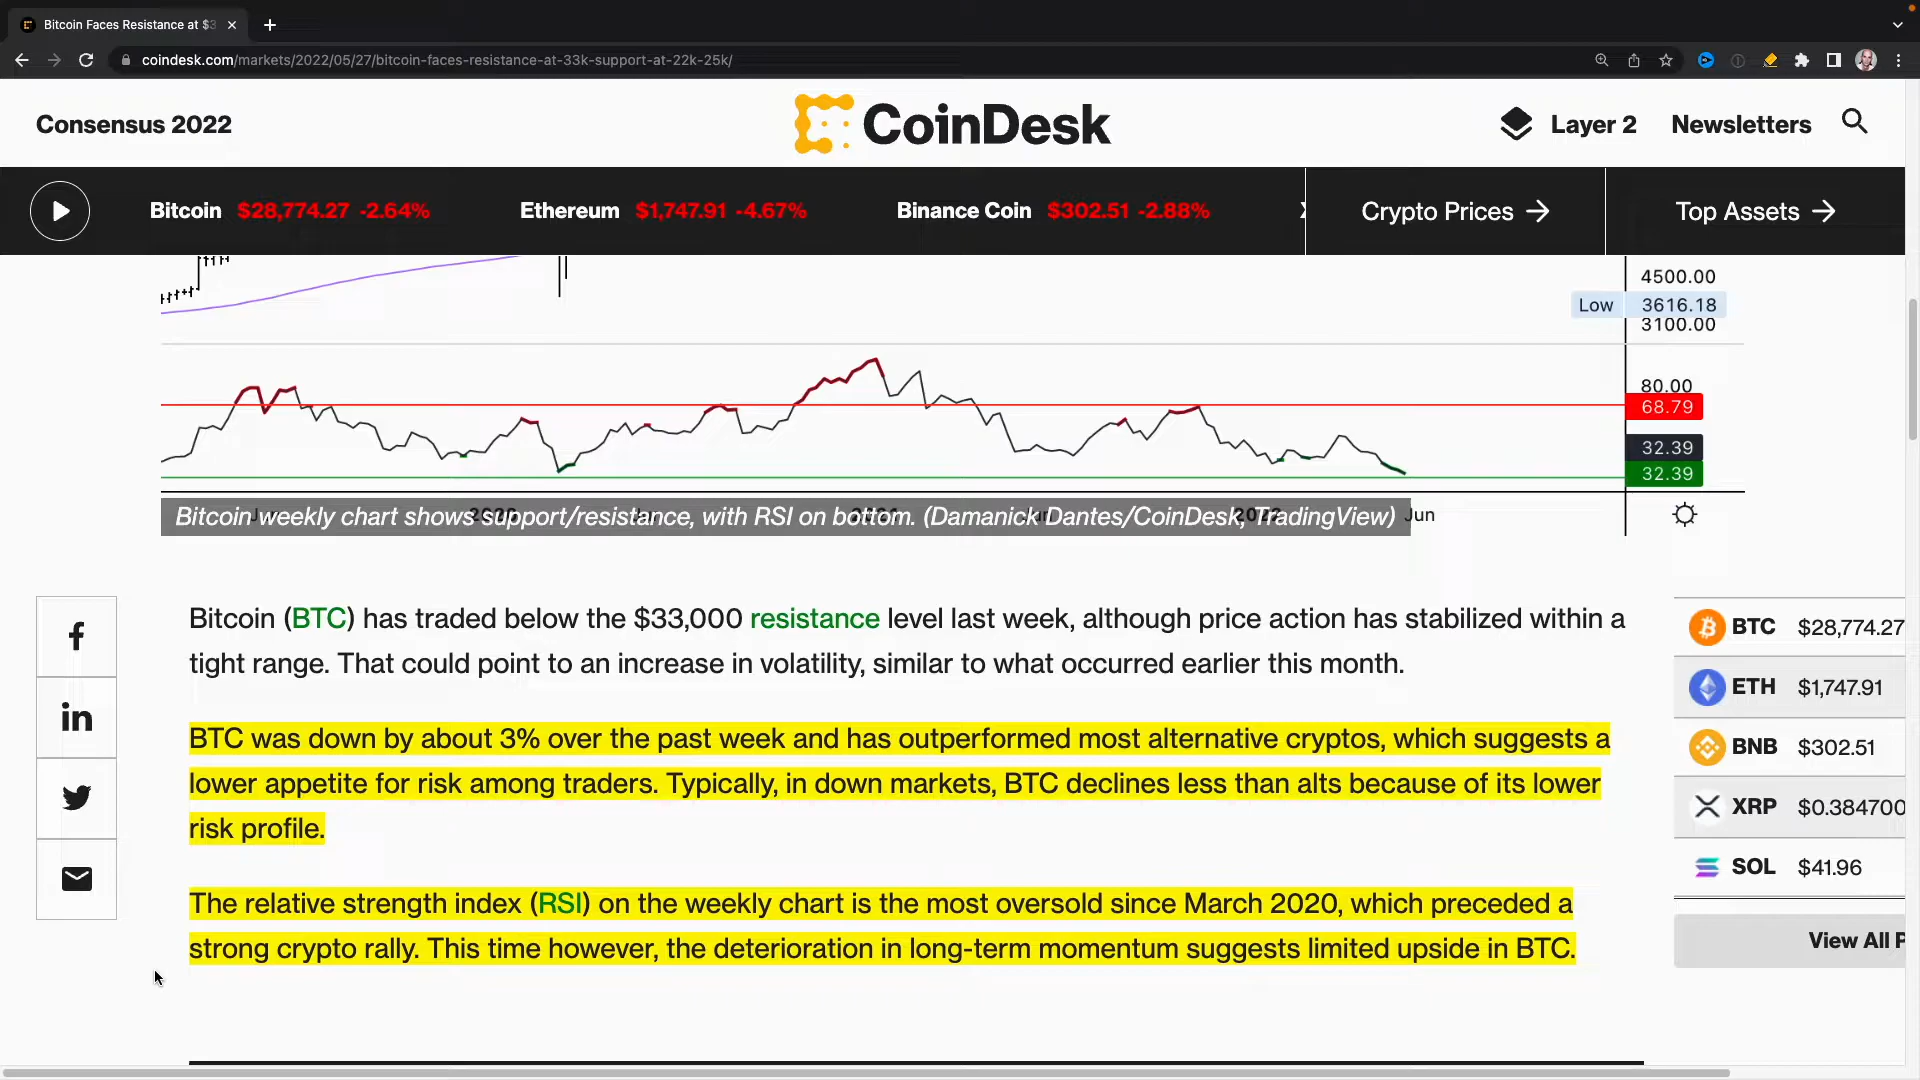 Bitcoin Faces Resistance at $3
coindesk.com/markets/2022/05/27/bitcoin-faces-resistance-at-33k-support-at-22k-25k/
Consensus 2022
CoinDesk
Layer 2
Newsletters
Bitcoin $28,774.27 -2.64%
Ethereum $1,747.91 -4.67%
Binance Coin $302.51 -2.88%
Crypto Prices
Top Assets
4500.00
Low 3616.18
3100.00
80.00
68.79
32.39
32.39
2020
2022
Jun
Bitcoin weekly chart shows support/resistance, with RSI on bottom. (Damanick Dantes/CoinDesk, TradingView)
Bitcoin (BTC) has traded below the $33,000 resistance level last week, although price action has stabilized within a
tight range. That could point to an increase in volatility, similar to what occurred earlier this month.
BTC was down by about 3% over the past week and has outperformed most alternative cryptos, which suggests a
lower appetite for risk among traders. Typically, in down markets, BTC declines less than alts because of its lower
risk profile.
The relative strength index (RSI) on the weekly chart is the most oversold since March 2020, which preceded a
strong crypto rally. This time however, the deterioration in long-term momentum suggests limited upside in BTC.
BTC $28,774.27
ETH $1,747.91
BNB $302.51
XRP $0.384700
SOL $41.96
View All P